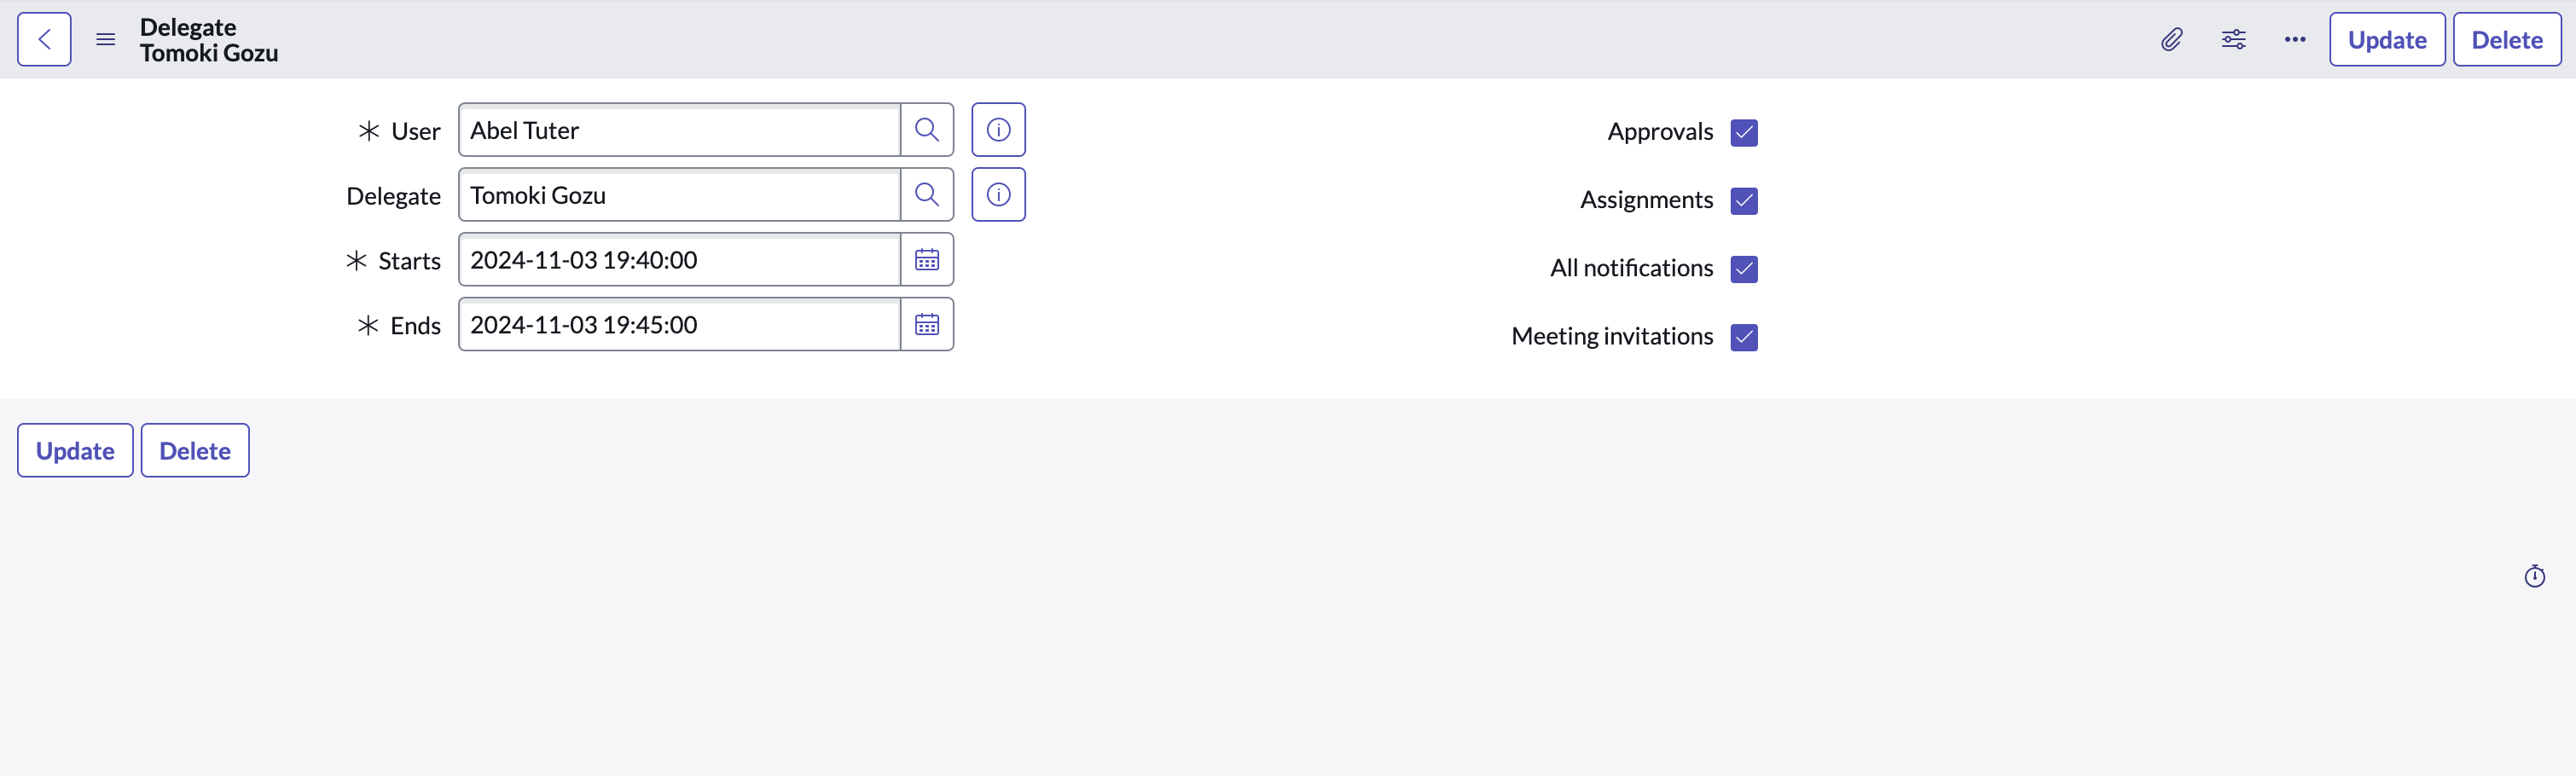 Delegate
Tomoki Gozu
Update
Delete
User
Abel Tuter
Delegate
Tomoki Gozu
Starts
2024-11-03 19:40:00
Ends
2024-11-03 19:45:00
Approvals
Assignments
All notifications
Meeting invitations
Update
Delete